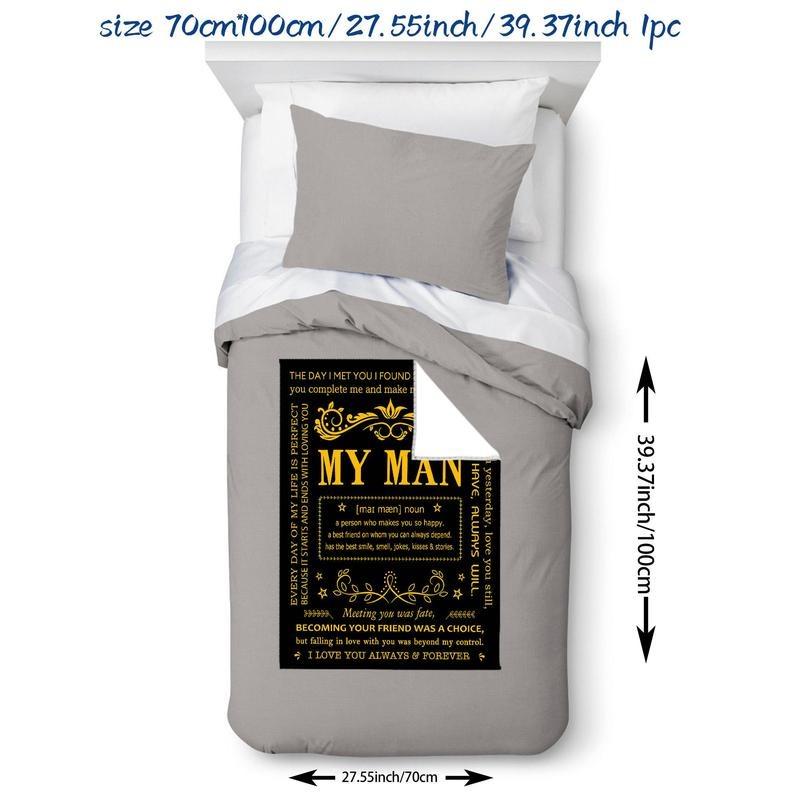 size 70cm*100cm/27.55inch/39.37inch 1pc
THE DAY I MET YOU I FOUND
you complete me and make
EVERY DAY OF MY LIFE IS PERFECT
BECAUSE IT STARTS AND ENDS WITH LOVING YOU
MY MAN
[maɪ mæn] noun
a person who makes you so happy.
a best friend on whom you can always depend.
has the best smile, smell, jokes, kisses & stories.
yesterday, love you still,
HAVE, ALWAYS WILL.
Meeting you was fate,
BECOMING YOUR FRIEND WAS A CHOICE,
but falling in love with you was beyond my control.
I LOVE YOU ALWAYS & FOREVER
39.37inch/100cm
27.55inch/70cm